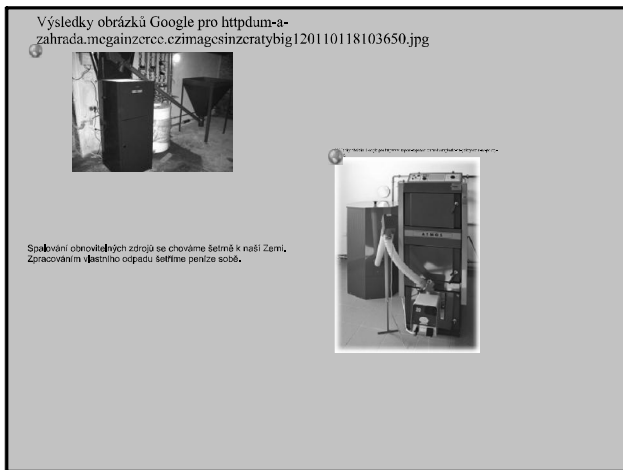 Výsledky obrázků Google pro httpdum-a-
zahrada.megainzerce.czimagesinzeratybig120110118103650.jpg
Spalování obnovitelných zdrojů se chováme šetrně k naší Zemi.
Zpracováním vlastního odpadu šetříme peníze sobě.
ATMOS